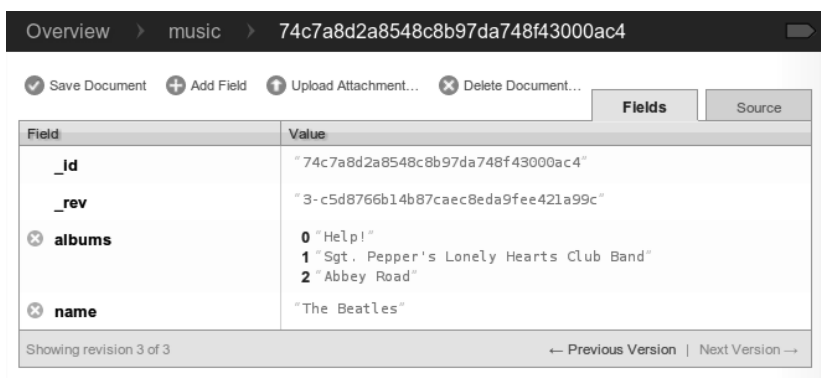 Overview > music > 74c7a8d2a8548c8b97da748f43000ac4
Save Document Add Field Upload Attachment... Delete Document...
Fields Source
Field Value
_id "74c7a8d2a8548c8b97da748f43000ac4"
_rev "3-c5d8766b14b87caec8eda9fee421a99c"
albums 0 "Help!"
1 "Sgt. Pepper's Lonely Hearts Club Band"
2 "Abbey Road"
name "The Beatles"
Showing revision 3 of 3 ← Previous Version | Next Version →